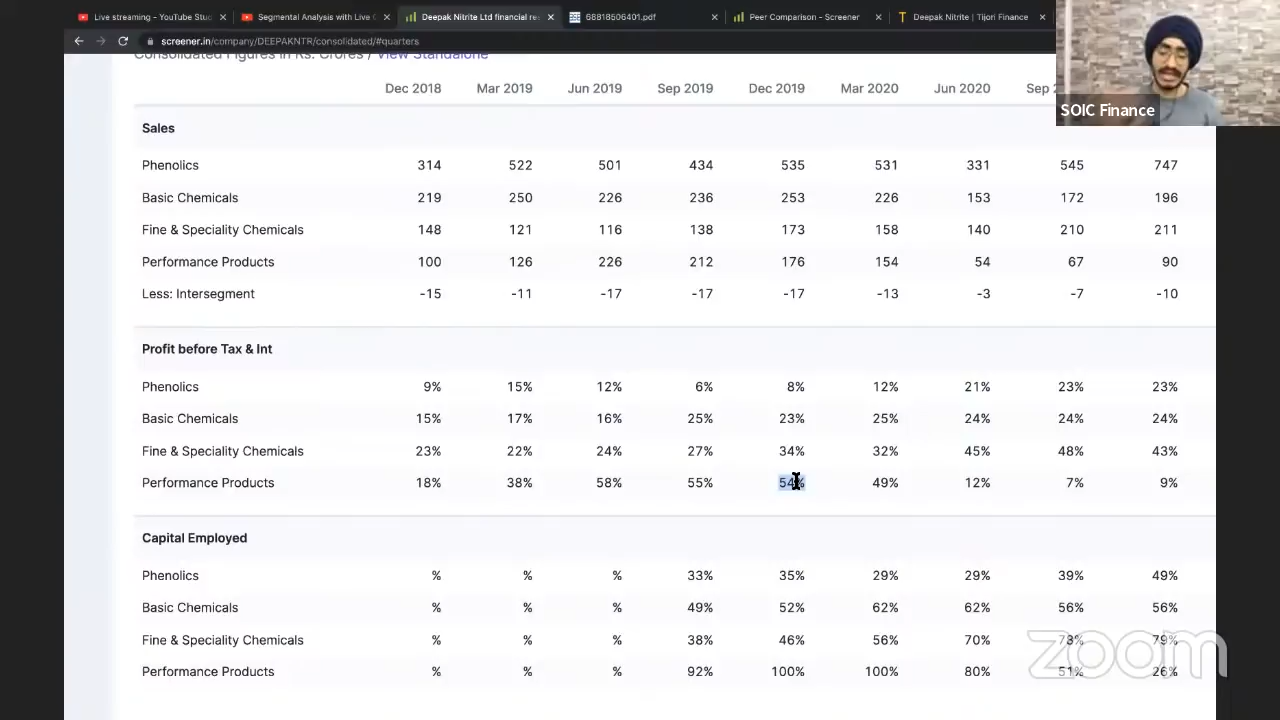 Live streaming - YouTube Stud
Segmental Analysis with Live C
Deepak Nitrite Ltd financial re
68818506401.pdf
Peer Comparison - Screener
Deepak Nitrite | Tijori Finance
screener.in/company/DEEPAKNTR/consolidated/#quarters
SOIC Finance
Consolidated Figures in Rs. Crores / View Standalone
Dec 2018 Mar 2019 Jun 2019 Sep 2019 Dec 2019 Mar 2020 Jun 2020 Sep 2
Sales
Phenolics 314 522 501 434 535 531 331 545 747
Basic Chemicals 219 250 226 236 253 226 153 172 196
Fine & Speciality Chemicals 148 121 116 138 173 158 140 210 211
Performance Products 100 126 226 212 176 154 54 67 90
Less: Intersegment -15 -11 -17 -17 -17 -13 -3 -7 -10
Profit before Tax & Int
Phenolics 9% 15% 12% 6% 8% 12% 21% 23% 23%
Basic Chemicals 15% 17% 16% 25% 23% 25% 24% 24% 24%
Fine & Speciality Chemicals 23% 22% 24% 27% 34% 32% 45% 48% 43%
Performance Products 18% 38% 58% 55% 54% 49% 12% 7% 9%
Capital Employed
Phenolics % % % 33% 35% 29% 29% 39% 49%
Basic Chemicals % % % 49% 52% 62% 62% 56% 56%
Fine & Speciality Chemicals % % % 38% 46% 56% 70% 73% 79%
Performance Products % % % 92% 100% 100% 80% 51% 26%
zoom